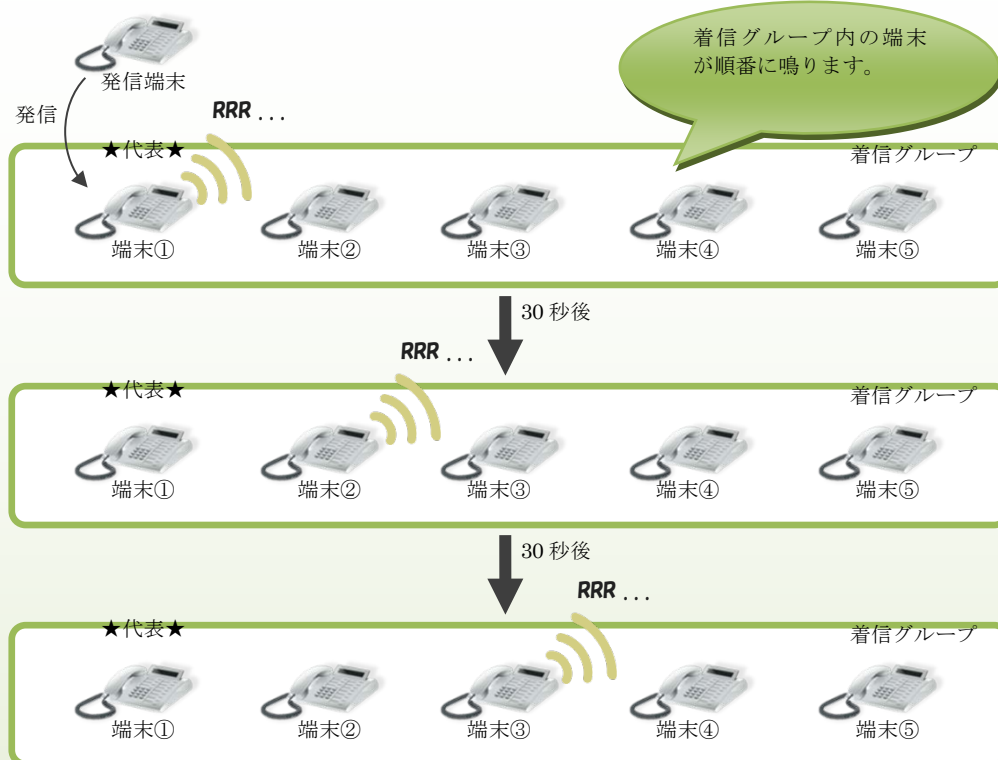 着信グループ内の端末
が順番に鳴ります。
発信端末
発信
RRR ...
★代表★
着信グループ
端末①
端末②
端末③
端末④
端末⑤
30 秒後
RRR ...
★代表★
着信グループ
端末①
端末②
端末③
端末④
端末⑤
30 秒後
RRR ...
★代表★
着信グループ
端末①
端末②
端末③
端末④
端末⑤